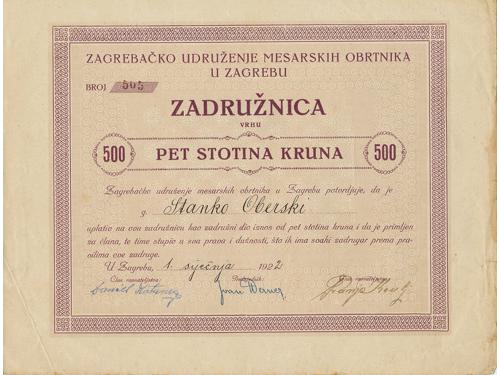 ZAGREBAČKO UDRUŽENJE MESARSKIH OBRTNIKA
U ZAGREBU
BROJ 505
ZADRUŽNICA
VRHU
500 PET STOTINA KRUNA 500
Zagrebačko udruženje mesarskih obrtnika u Zagrebu potvrdjuje, da je
g. Stanko Oberski
uplatio na ovu zadružnicu kao zadružni dio iznos od pet stotina kruna i da je primljen
za člana, te time stupio u sva prava i dužnosti, što ih ima svaki zadrugar prema pra-
vilima ove zadruge.
U Zagrebu, 1. siječnja 1922
Ivan
Franjo